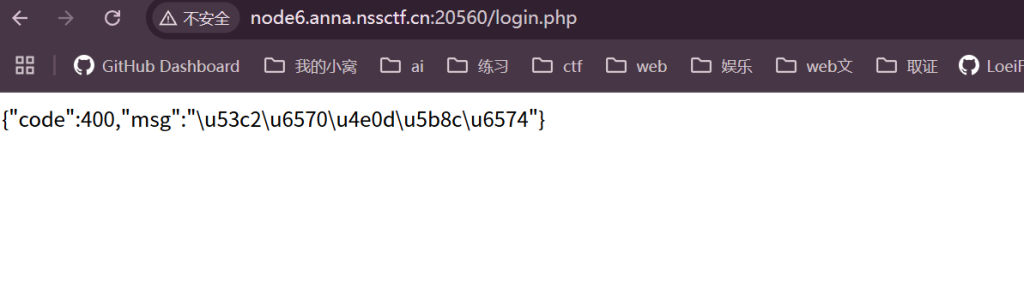 不安全 node6.anna.nssctf.cn:20560/login.php
GitHub Dashboard 我的小窝 ai 练习 ctf web 娱乐 web文 取证 LoeiF
{"code":400,"msg":"\u53c2\u6570\u4e0d\u5b8c\u6574"}